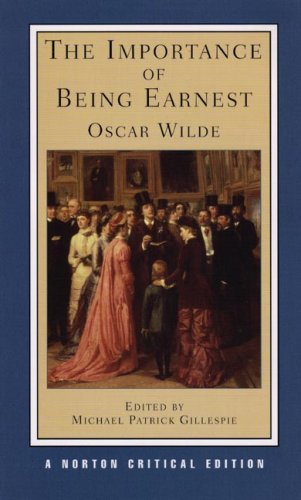 THE IMPORTANCE
OF
BEING EARNEST
OSCAR WILDE
EDITED BY
MICHAEL PATRICK GILLESPIE
A NORTON CRITICAL EDITION